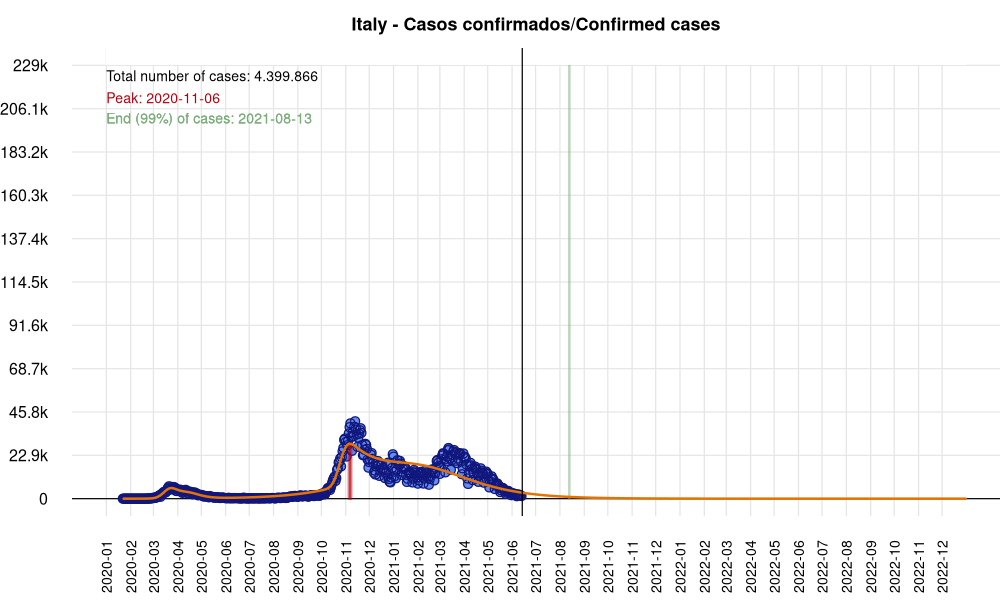 Italy - Casos confirmados/Confirmed cases
Total number of cases: 4.399.866
Peak: 2020-11-06
End (99%) of cases: 2021-08-13
229k
206.1k
183.2k
160.3k
137.4k
114.5k
91.6k
68.7k
45.8k
22.9k
0
2020-01
2020-02
2020-03
2020-04
2020-05
2020-06
2020-07
2020-08
2020-09
2020-10
2020-11
2020-12
2021-01
2021-02
2021-03
2021-04
2021-05
2021-06
2021-07
2021-08
2021-09
2021-10
2021-11
2021-12
2022-01
2022-02
2022-03
2022-04
2022-05
2022-06
2022-07
2022-08
2022-09
2022-10
2022-11
2022-12